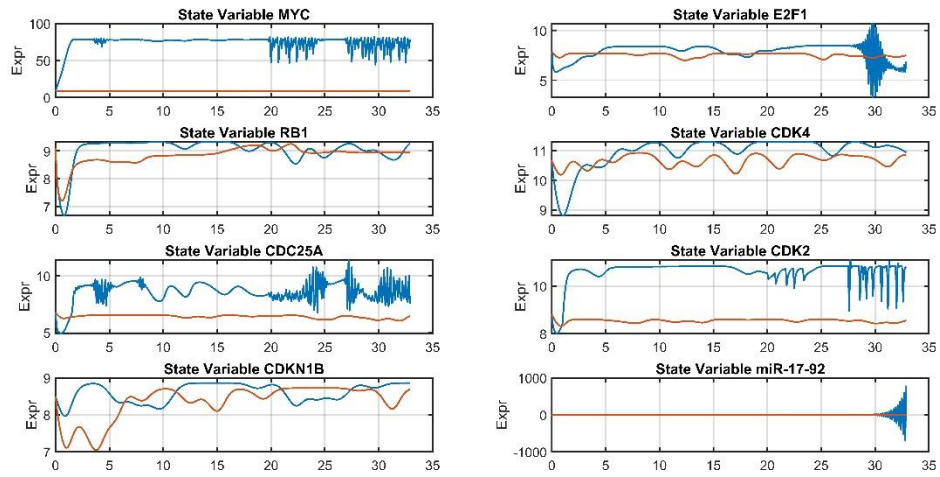 State Variable MYC
100
50
0
Expr
0 5 10 15 20 25 30 35
State Variable E2F1
10
5
Expr
0 5 10 15 20 25 30 35
State Variable RB1
9
8
7
Expr
0 5 10 15 20 25 30 35
State Variable CDK4
11
10
9
Expr
0 5 10 15 20 25 30 35
State Variable CDC25A
10
5
Expr
0 5 10 15 20 25 30 35
State Variable CDK2
10
8
Expr
0 5 10 15 20 25 30 35
State Variable CDKN1B
9
8
7
Expr
0 5 10 15 20 25 30 35
State Variable miR-17-92
1000
0
-1000
Expr
0 5 10 15 20 25 30 35